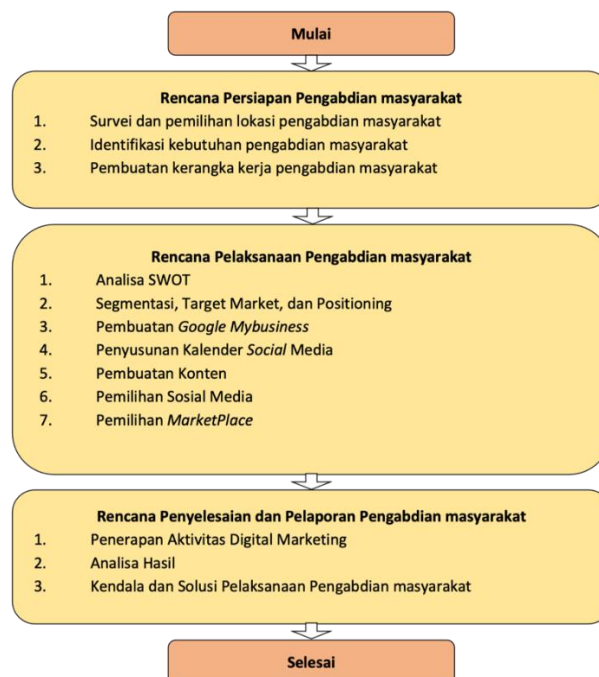 Mulai
Rencana Persiapan Pengabdian masyarakat
1. Survei dan pemilihan lokasi pengabdian masyarakat
2. Identifikasi kebutuhan pengabdian masyarakat
3. Pembuatan kerangka kerja pengabdian masyarakat
Rencana Pelaksanaan Pengabdian masyarakat
1. Analisa SWOT
2. Segmentasi, Target Market, dan Positioning
3. Pembuatan Google Mybusiness
4. Penyusunan Kalender Social Media
5. Pembuatan Konten
6. Pemilihan Sosial Media
7. Pemilihan MarketPlace
Rencana Penyelesaian dan Pelaporan Pengabdian masyarakat
1. Penerapan Aktivitas Digital Marketing
2. Analisa Hasil
3. Kendala dan Solusi Pelaksanaan Pengabdian masyarakat
Selesai